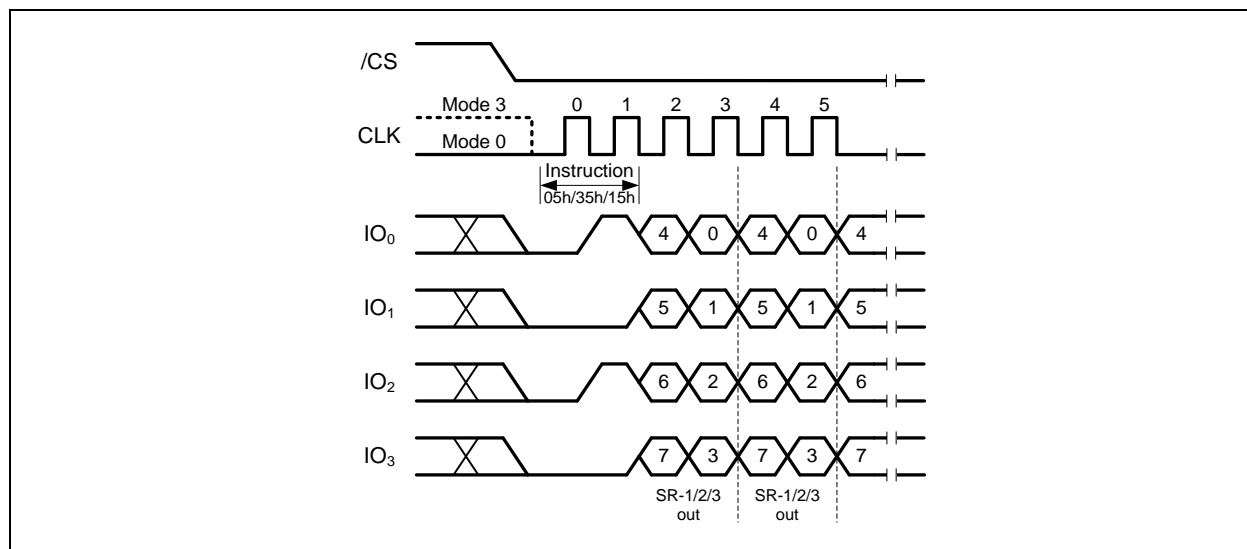 /CS
Mode 3 0 1 2 3 4 5
CLK
Mode 0
Instruction
05h/35h/15h
IO₀ 4 0 4 0 4
IO₁ 5 1 5 1 5
IO₂ 6 2 6 2 6
IO₃ 7 3 7 3 7
SR-1/2/3 SR-1/2/3
out out